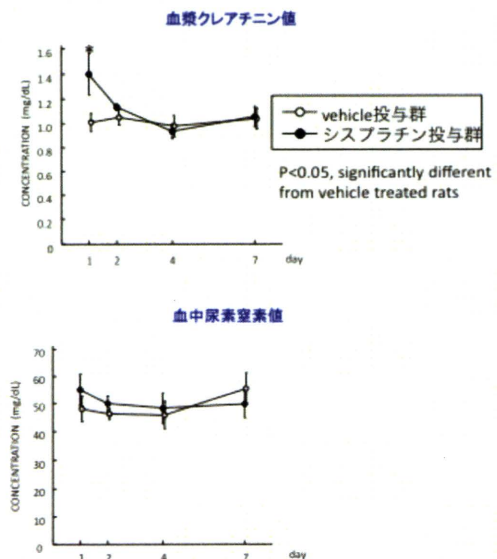 血漿クレアチニン値
*
1.6
1.4
1.2
1.0
0.8
0.6
0.4
0.2
0
CONCENTRATION (mg/dL)
1 2 4 7 day
vehicle投与群
シスプラチン投与群
P<0.05, significantly different
from vehicle treated rats
血中尿素窒素値
70
60
50
40
30
20
10
0
CONCENTRATION (mg/dL)
1 2 4 7 day